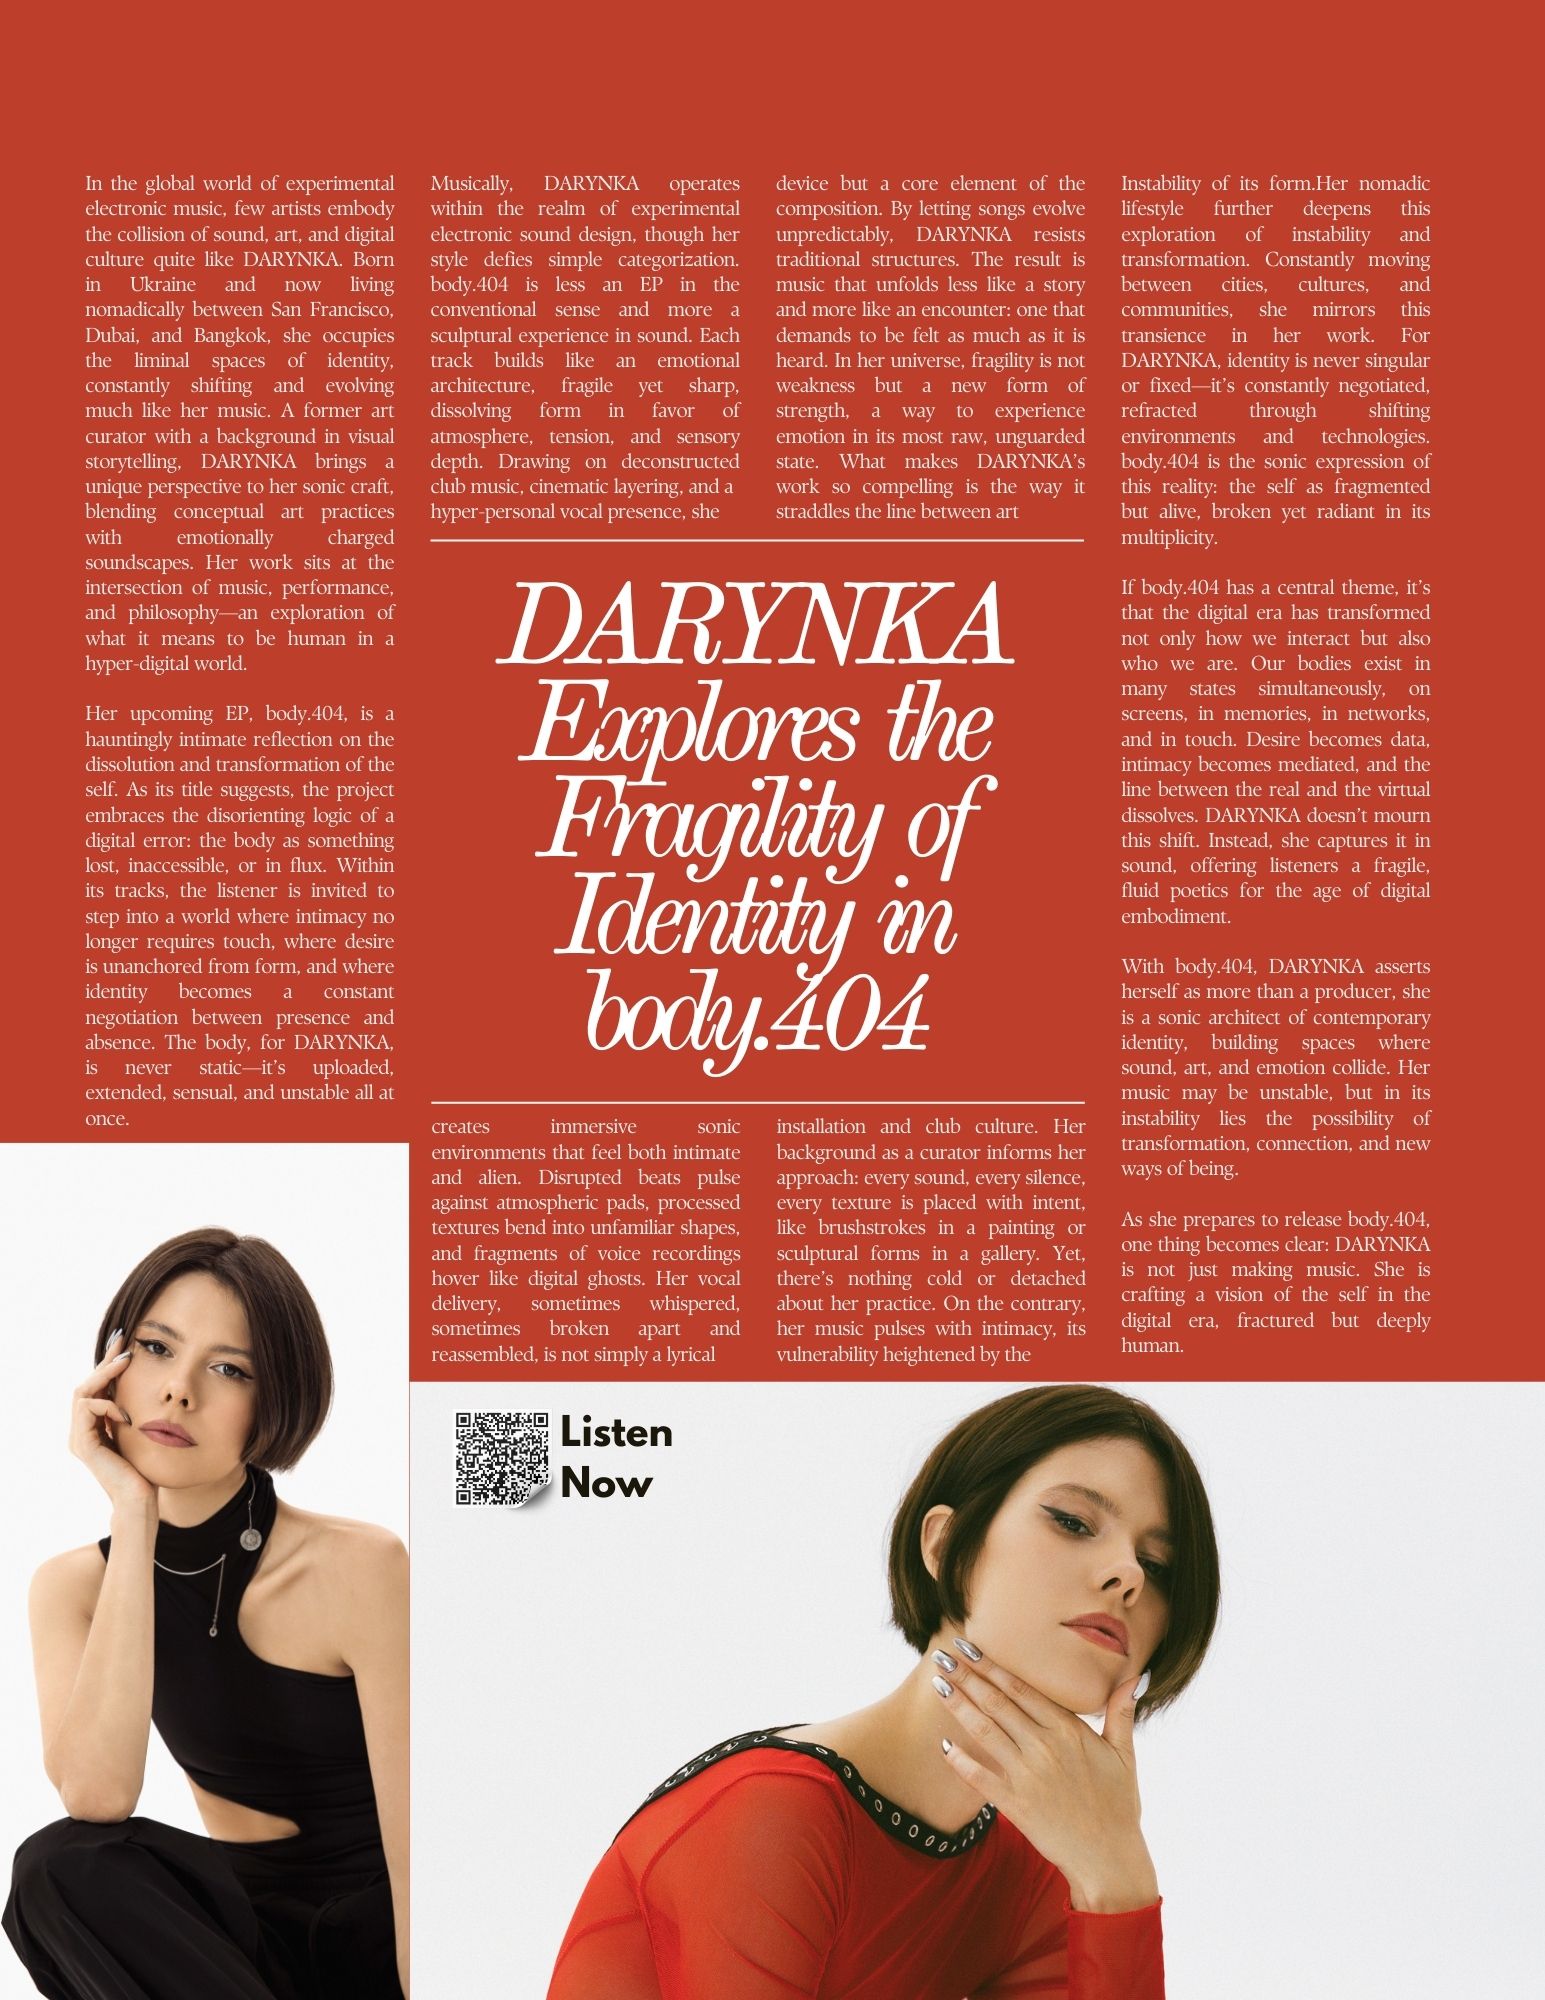 In the global world of experimental
electronic music, few artists embody
the collision of sound, art, and digital
culture quite like DARYNKA. Born
in Ukraine and now living
nomadically between San Francisco,
Dubai, and Bangkok, she occupies
the liminal spaces of identity,
constantly shifting and evolving
much like her music. A former art
curator with a background in visual
storytelling, DARYNKA brings a
unique perspective to her sonic craft,
blending conceptual art practices
with emotionally charged
soundscapes. Her work sits at the
intersection of music, performance,
and philosophy—an exploration of
what it means to be human in a
hyper-digital world.
Her upcoming EP, body.404, is a
hauntingly intimate reflection on the
dissolution and transformation of the
self. As its title suggests, the project
embraces the disorienting logic of a
digital error: the body as something
lost, inaccessible, or in flux. Within
its tracks, the listener is invited to
step into a world where intimacy no
longer requires touch, where desire
is unanchored from form, and where
identity becomes a constant
negotiation between presence and
absence. The body, for DARYNKA,
is never static—it’s uploaded,
extended, sensual, and unstable all at
once.
Musically, DARYNKA operates
within the realm of experimental
electronic sound design, though her
style defies simple categorization.
body.404 is less an EP in the
conventional sense and more a
sculptural experience in sound. Each
track builds like an emotional
architecture, fragile yet sharp,
dissolving form in favor of
atmosphere, tension, and sensory
depth. Drawing on deconstructed
club music, cinematic layering, and a
hyper-personal vocal presence, she
DARYNKA
Explores the
Fragility of
Identity in
body.404
creates immersive sonic
environments that feel both intimate
and alien. Disrupted beats pulse
against atmospheric pads, processed
textures bend into unfamiliar shapes,
and fragments of voice recordings
hover like digital ghosts. Her vocal
delivery, sometimes whispered,
sometimes broken apart and
reassembled, is not simply a lyrical
device but a core element of the
composition. By letting songs evolve
unpredictably, DARYNKA resists
traditional structures. The result is
music that unfolds less like a story
and more like an encounter: one that
demands to be felt as much as it is
heard. In her universe, fragility is not
weakness but a new form of
strength, a way to experience
emotion in its most raw, unguarded
state. What makes DARYNKA’s
work so compelling is the way it
straddles the line between art
installation and club culture. Her
background as a curator informs her
approach: every sound, every silence,
every texture is placed with intent,
like brushstrokes in a painting or
sculptural forms in a gallery. Yet,
there’s nothing cold or detached
about her practice. On the contrary,
her music pulses with intimacy, its
vulnerability heightened by the
Instability of its form.Her nomadic
lifestyle further deepens this
exploration of instability and
transformation. Constantly moving
between cities, cultures, and
communities, she mirrors this
transience in her work. For
DARYNKA, identity is never singular
or fixed—it’s constantly negotiated,
refracted through shifting
environments and technologies.
body.404 is the sonic expression of
this reality: the self as fragmented
but alive, broken yet radiant in its
multiplicity.
If body.404 has a central theme, it’s
that the digital era has transformed
not only how we interact but also
who we are. Our bodies exist in
many states simultaneously, on
screens, in memories, in networks,
and in touch. Desire becomes data,
intimacy becomes mediated, and the
line between the real and the virtual
dissolves. DARYNKA doesn’t mourn
this shift. Instead, she captures it in
sound, offering listeners a fragile,
fluid poetics for the age of digital
embodiment.
With body.404, DARYNKA asserts
herself as more than a producer, she
is a sonic architect of contemporary
identity, building spaces where
sound, art, and emotion collide. Her
music may be unstable, but in its
instability lies the possibility of
transformation, connection, and new
ways of being.
As she prepares to release body.404,
one thing becomes clear: DARYNKA
is not just making music. She is
crafting a vision of the self in the
digital era, fractured but deeply
human.
Listen
Now